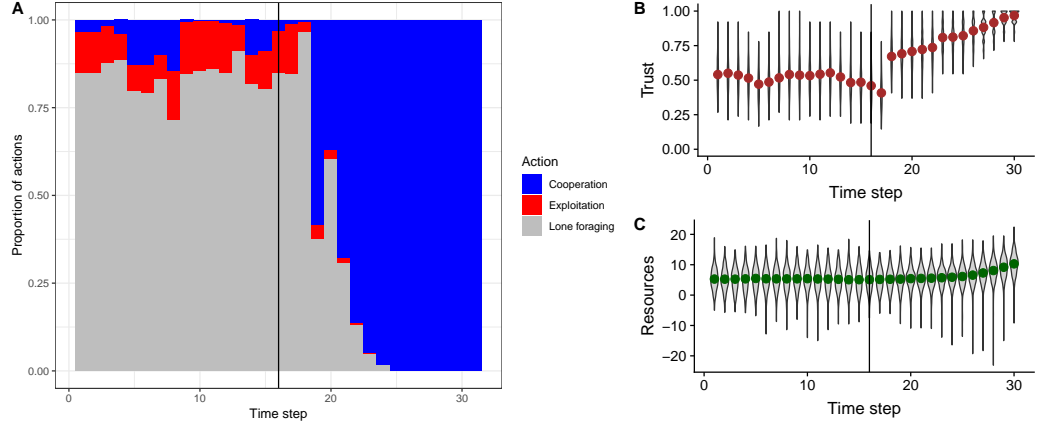 A
1.00
0.75
0.50
0.25
0.00
Proportion of actions
0
10
20
30
Time step
Action
Cooperation
Exploitation
Lone foraging
B
1.00
0.75
0.50
0.25
0.00
Trust
0
10
20
30
Time step
C
20
10
0
−10
−20
Resources
0
10
20
30
Time step